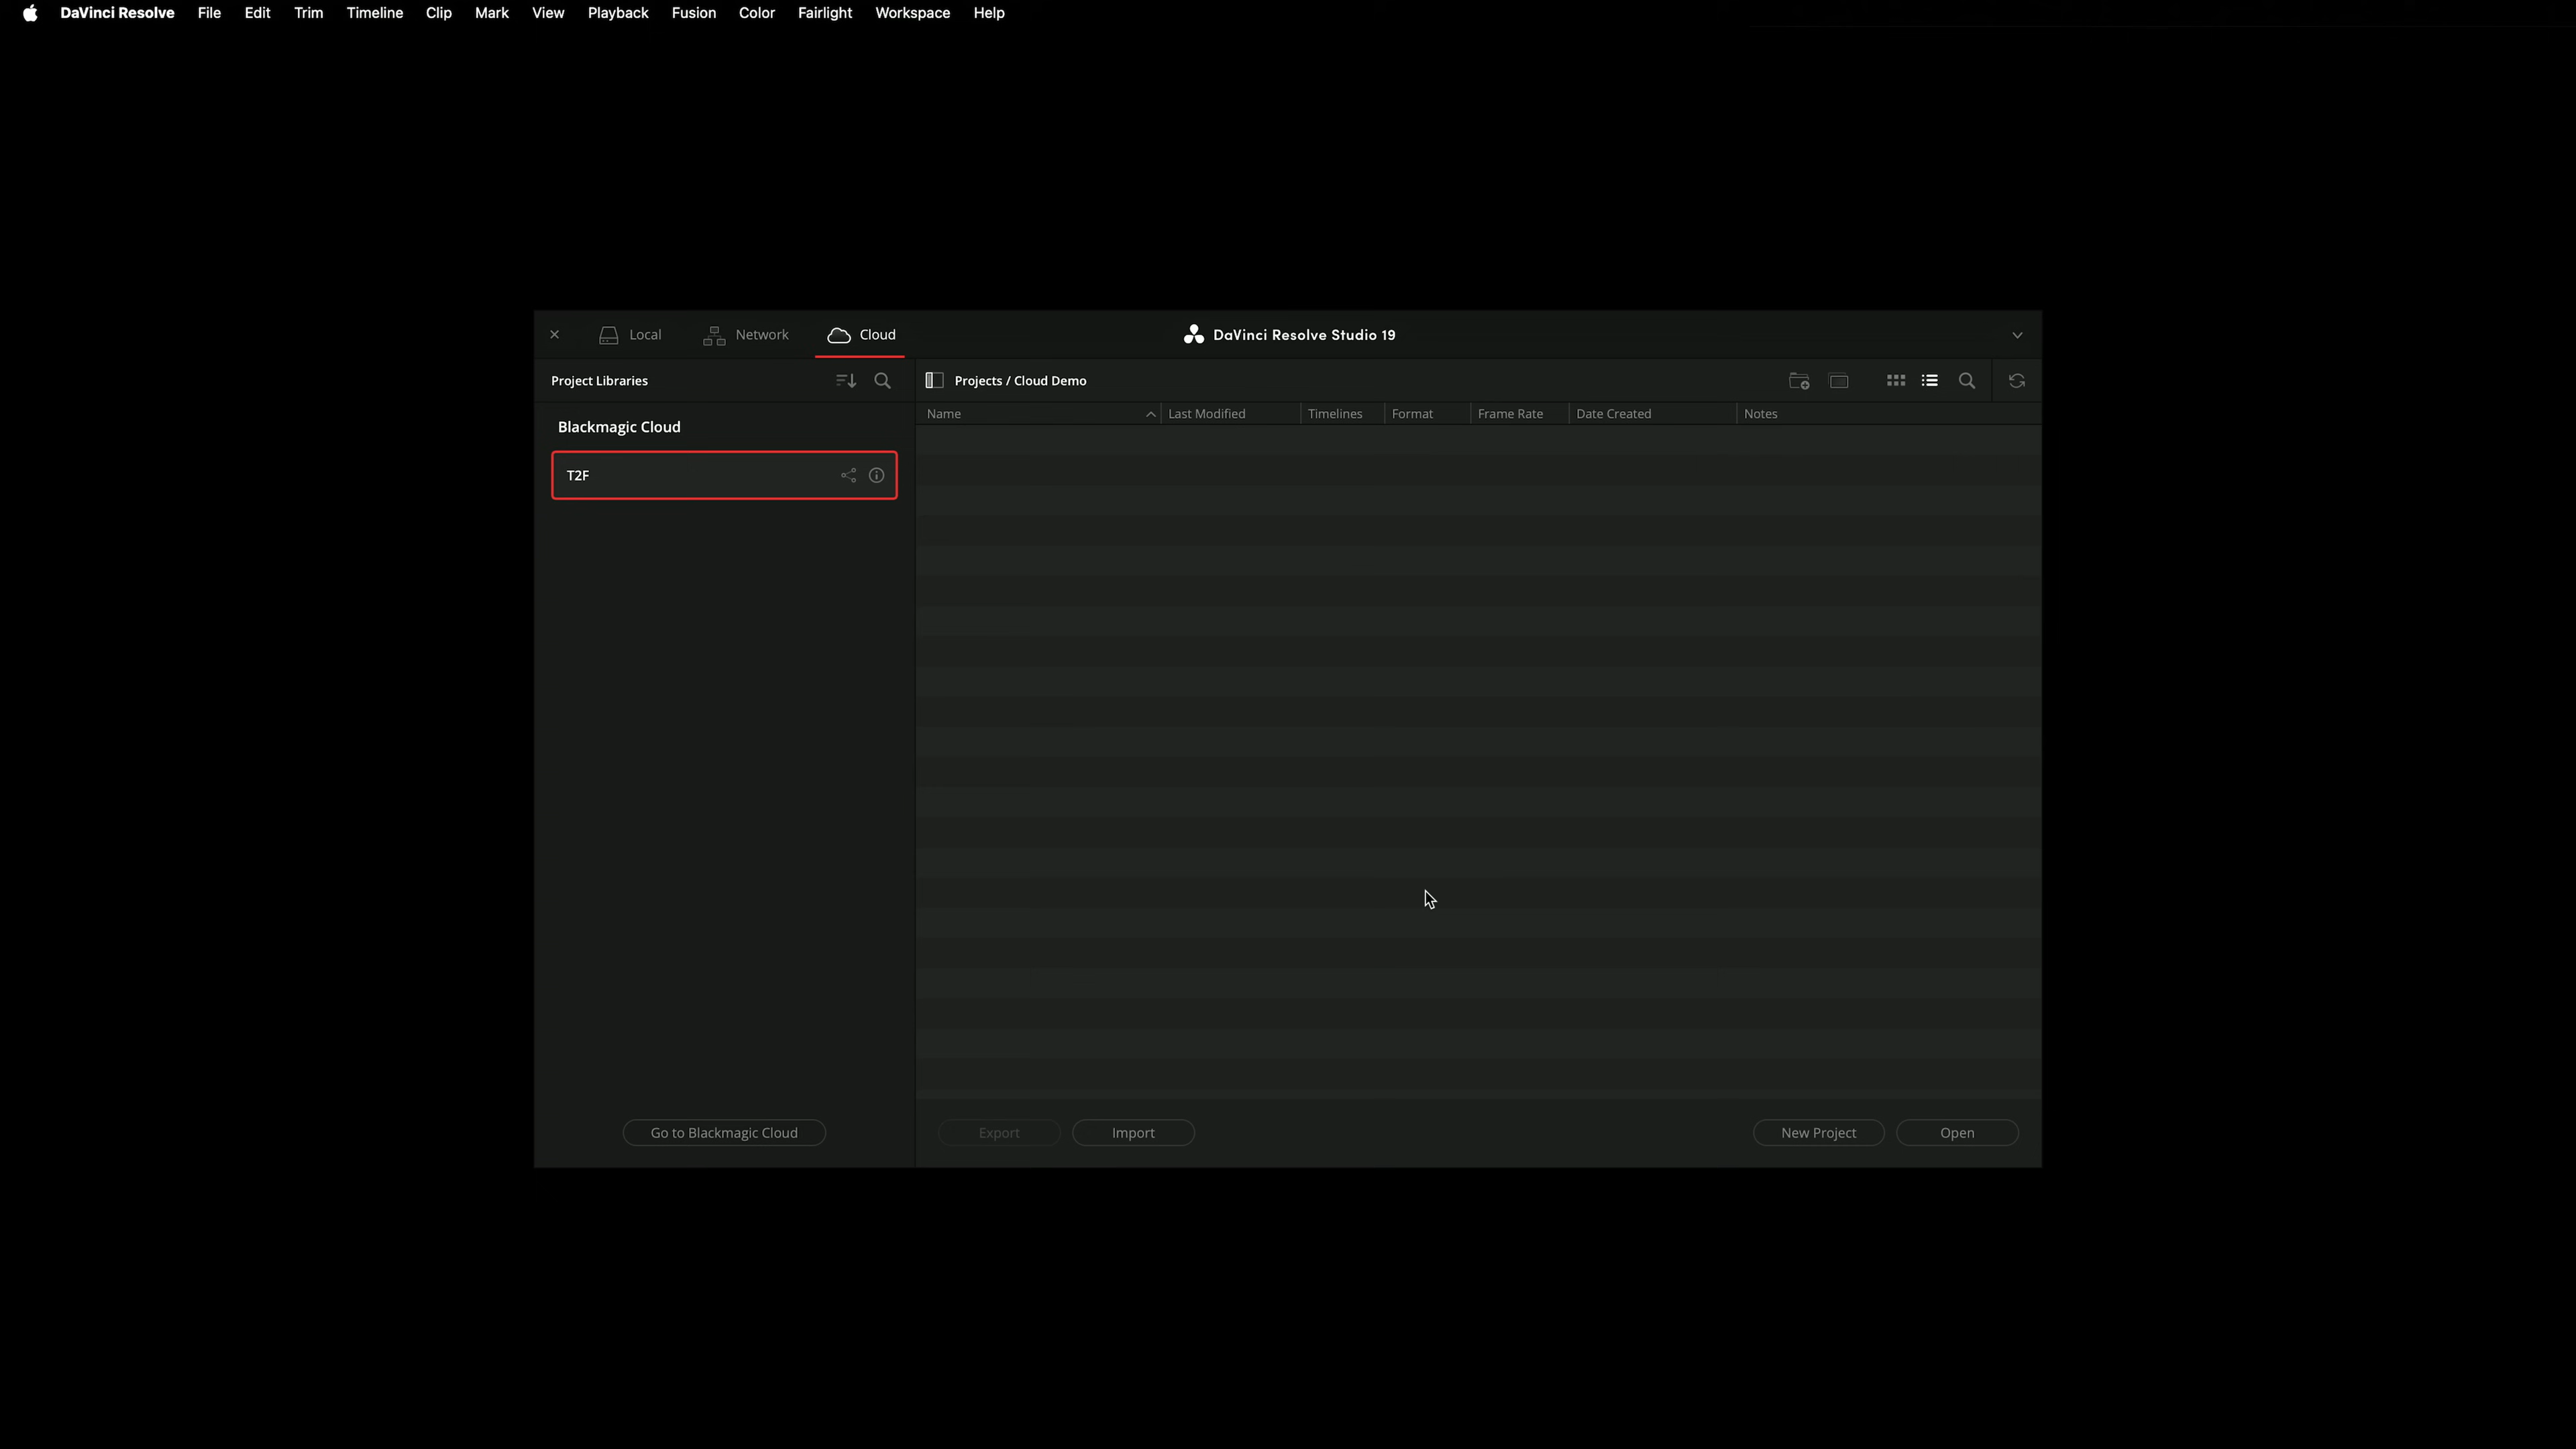 DaVinci Resolve File Edit Trim Timeline Clip Mark View Playback Fusion Color Fairlight Workspace Help
Local Network Cloud DaVinci Resolve Studio 19
Project Libraries Projects / Cloud Demo
Name Last Modified Timelines Format Frame Rate Date Created Notes
Blackmagic Cloud
T2F
Go to Blackmagic Cloud Export Import New Project Open